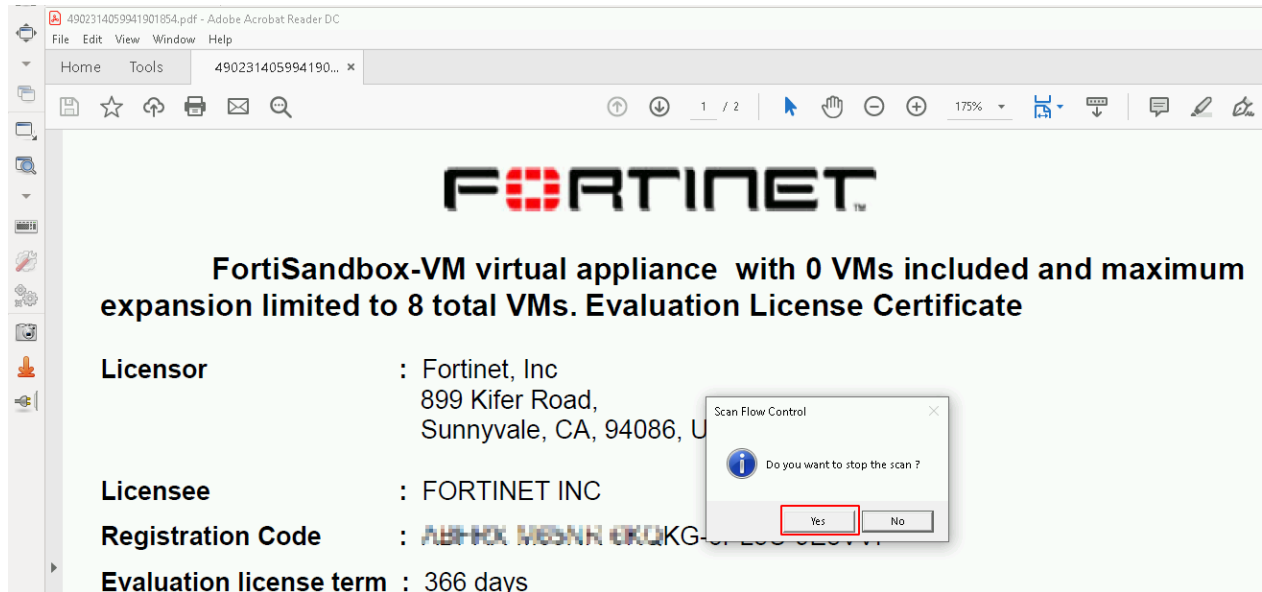 4902314059941901854.pdf - Adobe Acrobat Reader DC
File Edit View Window Help
Home Tools 490231405994190... ×
1 / 2 175%
FORTINET
TM
FortiSandbox-VM virtual appliance with 0 VMs included and maximum
expansion limited to 8 total VMs. Evaluation License Certificate
Licensor : Fortinet, Inc
899 Kifer Road,
Sunnyvale, CA, 94086, U
Scan Flow Control
Do you want to stop the scan ?
Yes No
Licensee : FORTINET INC
Registration Code :
Evaluation license term : 366 days